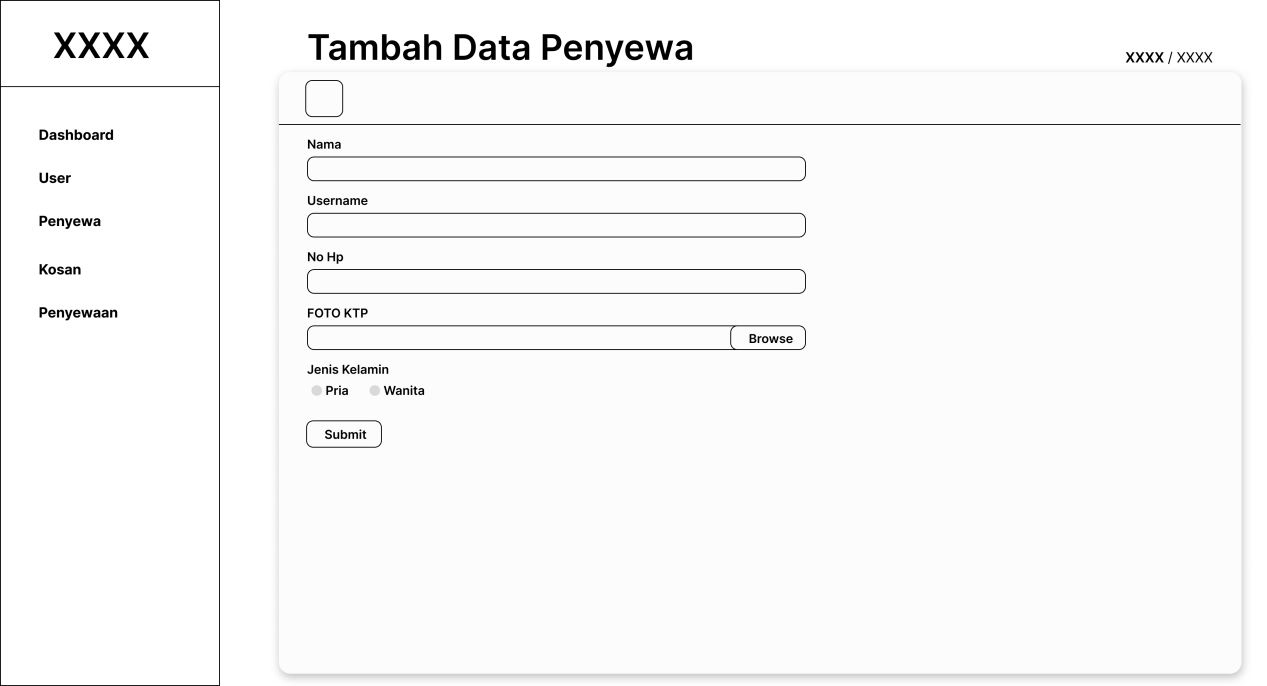 XXXX
Dashboard
User
Penyewa
Kosan
Penyewaan
Tambah Data Penyewa
XXXX / XXXX
Nama
Username
No Hp
FOTO KTP
Browse
Jenis Kelamin
Pria Wanita
Submit